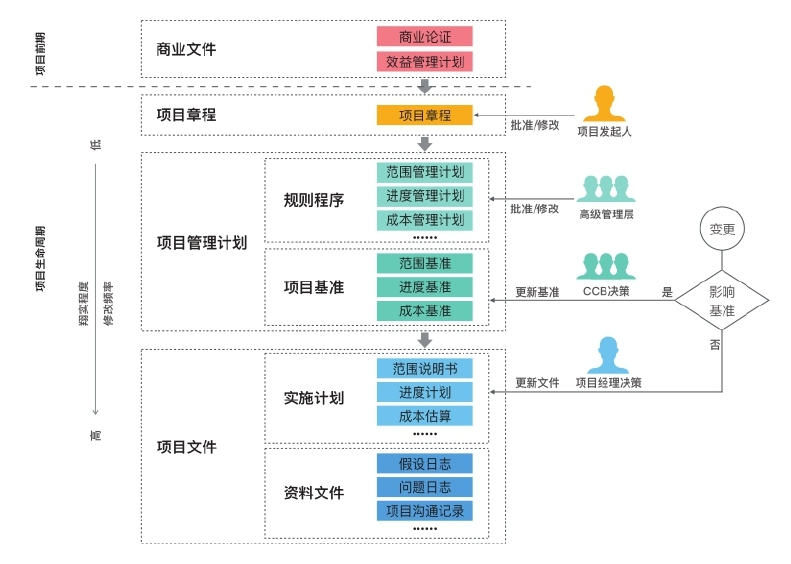 项目前期
商业文件
商业论证
效益管理计划
项目章程
项目章程
批准/修改
项目发起人
项目生命周期
低
翔实程度
修改频率
高
项目管理计划
规则程序
范围管理计划
进度管理计划
成本管理计划
……
批准/修改
高级管理层
项目基准
范围基准
进度基准
成本基准
更新基准
CCB决策
是
变更
影响
基准
否
项目文件
实施计划
范围说明书
进度计划
成本估算
……
更新文件
项目经理决策
资料文件
假设日志
问题日志
项目沟通记录
……